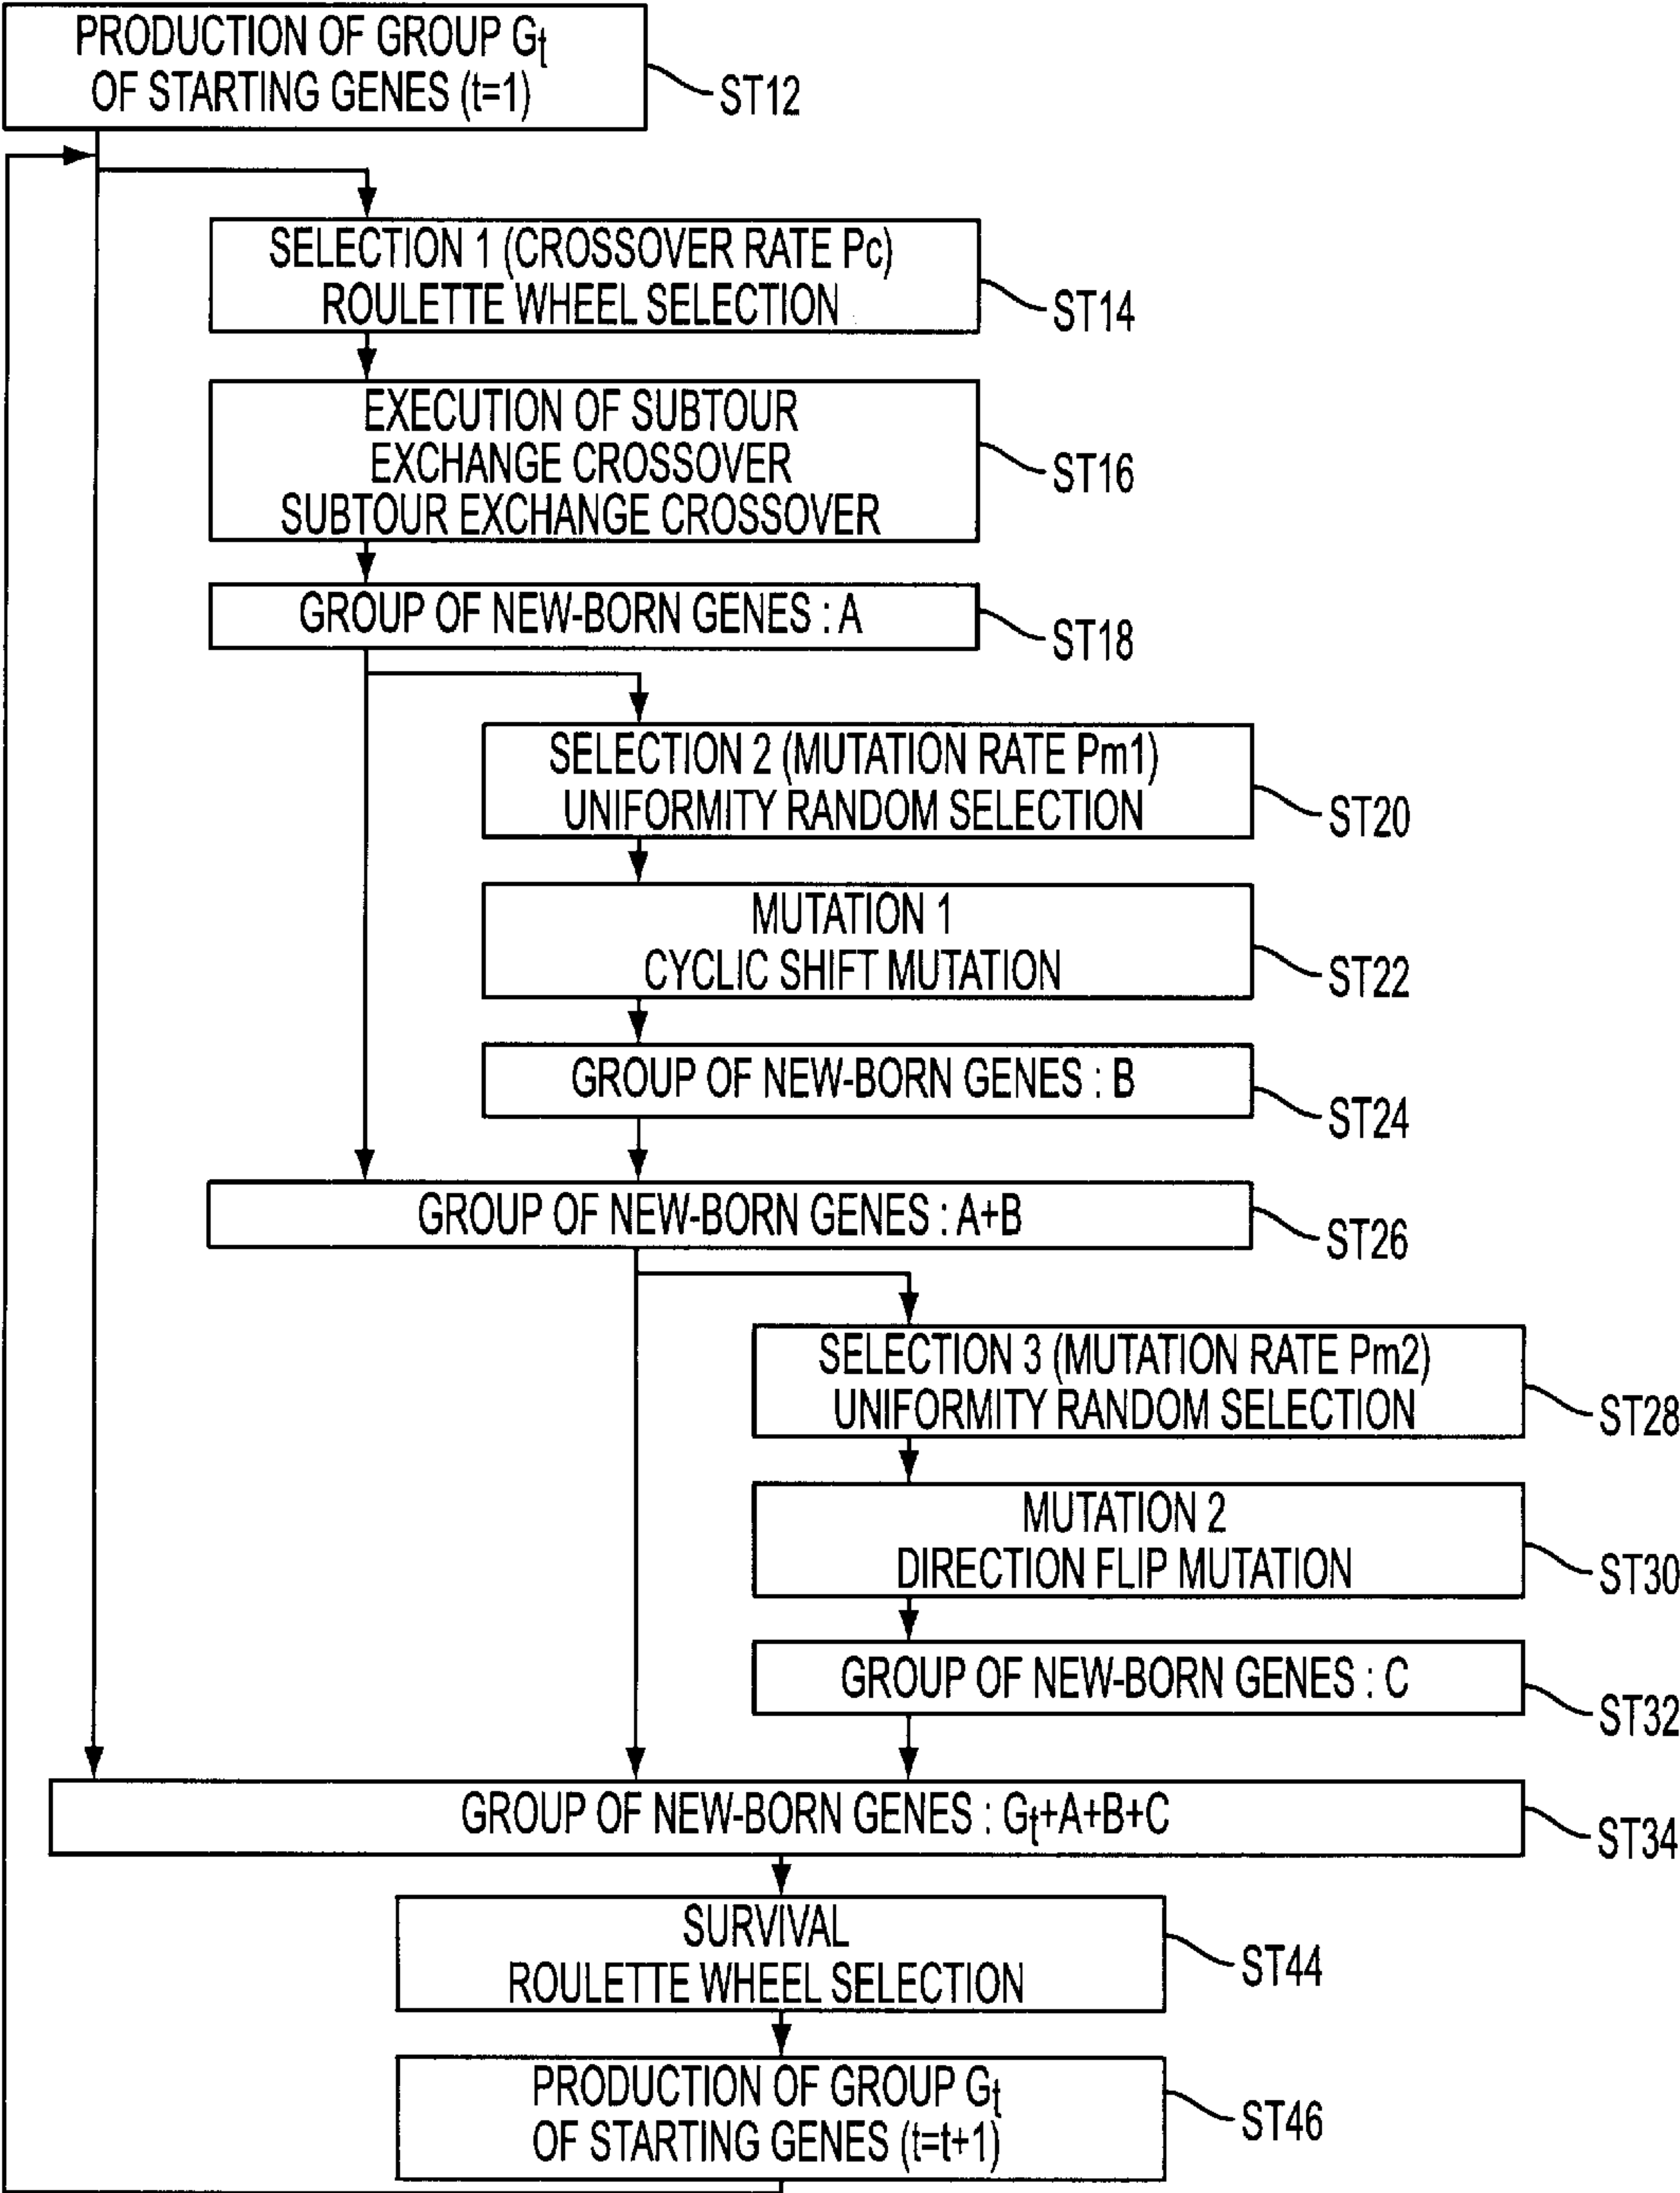 PRODUCTION OF GROUP Gt
OF STARTING GENES (t=1)
ST12
SELECTION 1 (CROSSOVER RATE Pc)
ROULETTE WHEEL SELECTION
ST14
EXECUTION OF SUBTOUR
EXCHANGE CROSSOVER
SUBTOUR EXCHANGE CROSSOVER
ST16
GROUP OF NEW-BORN GENES : A
ST18
SELECTION 2 (MUTATION RATE Pm1)
UNIFORMITY RANDOM SELECTION
ST20
MUTATION 1
CYCLIC SHIFT MUTATION
ST22
GROUP OF NEW-BORN GENES : B
ST24
GROUP OF NEW-BORN GENES : A+B
ST26
SELECTION 3 (MUTATION RATE Pm2)
UNIFORMITY RANDOM SELECTION
ST28
MUTATION 2
DIRECTION FLIP MUTATION
ST30
GROUP OF NEW-BORN GENES : C
ST32
GROUP OF NEW-BORN GENES : Gt+A+B+C
ST34
SURVIVAL
ROULETTE WHEEL SELECTION
ST44
PRODUCTION OF GROUP Gt
OF STARTING GENES (t=t+1)
ST46